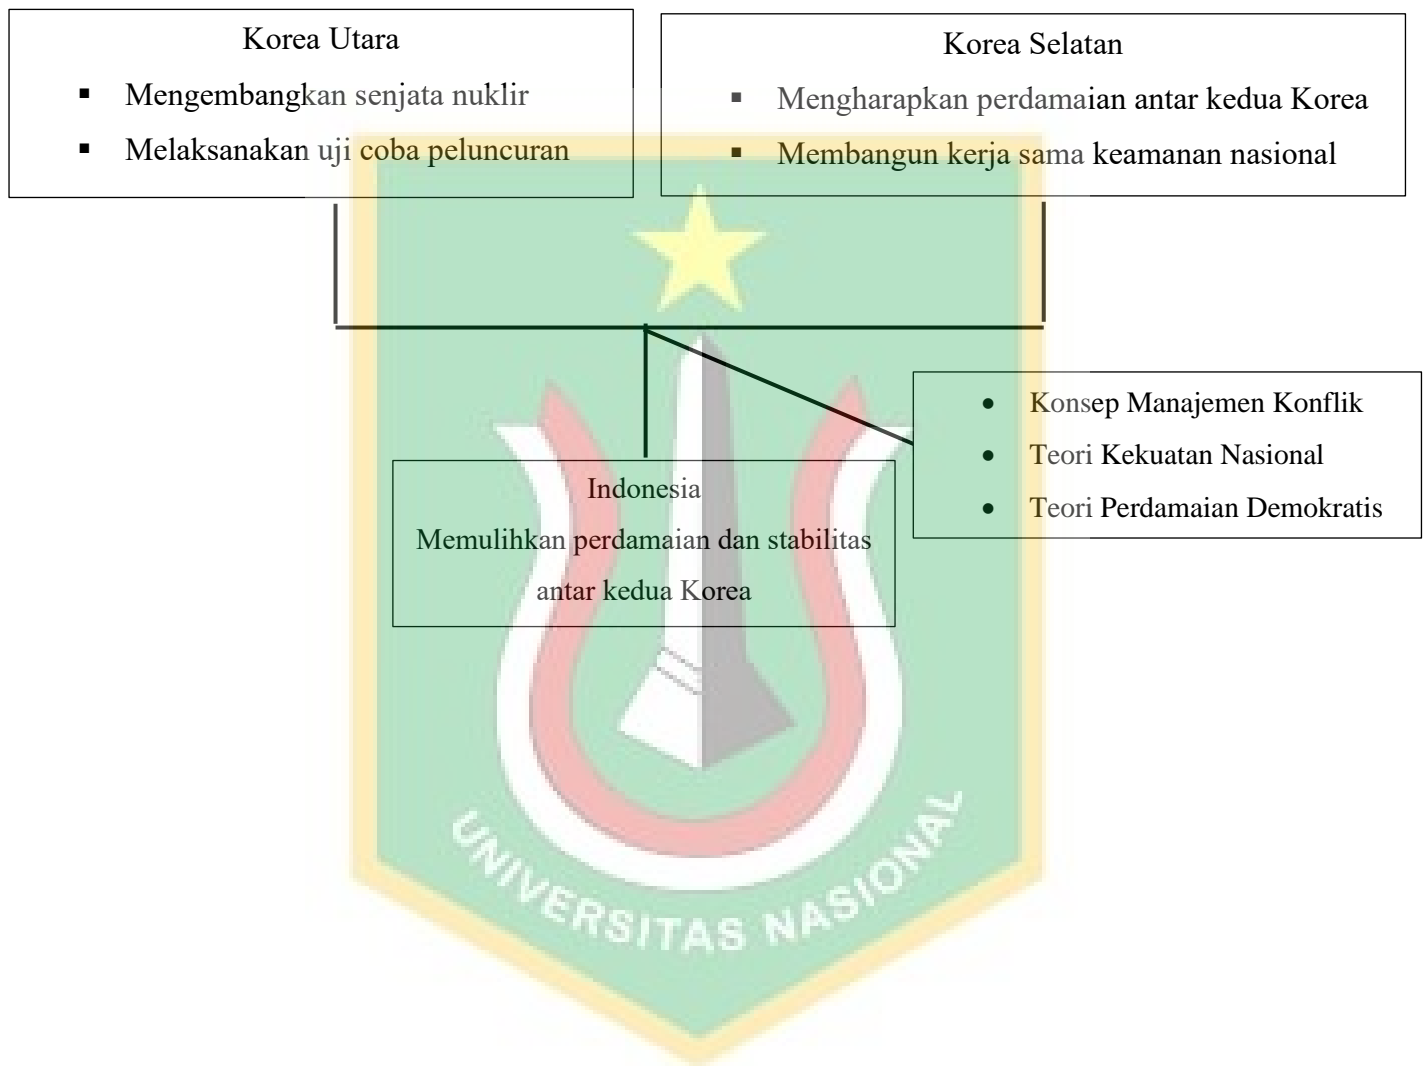 Korea Utara
▪ Mengembangkan senjata nuklir
▪ Melaksanakan uji coba peluncuran
Korea Selatan
▪ Mengharapkan perdamaian antar kedua Korea
▪ Membangun kerja sama keamanan nasional
• Konsep Manajemen Konflik
• Teori Kekuatan Nasional
• Teori Perdamaian Demokratis
Indonesia
Memulihkan perdamaian dan stabilitas
antar kedua Korea
UNIVERSITAS NASIONAL